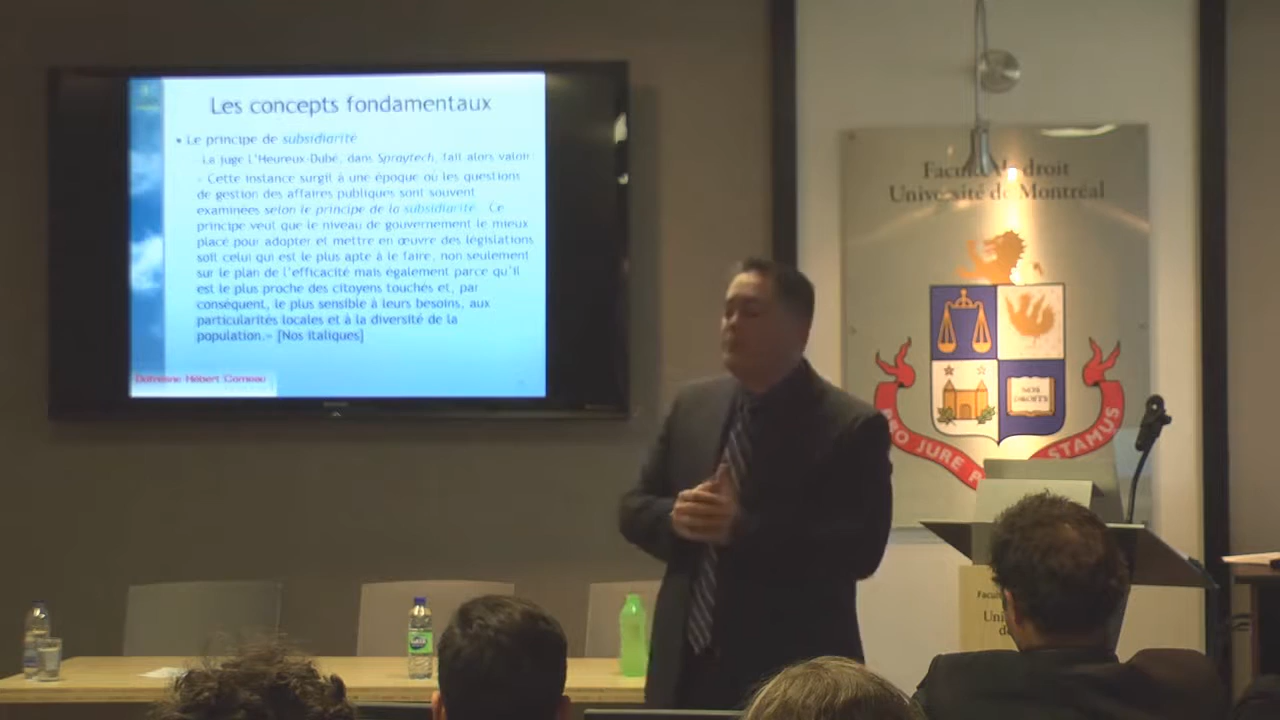 Les concepts fondamentaux
• Le principe de subsidiarité
- La juge L'Heureux-Dubé, dans Spraytech, fait alors valoir:
« Cette instance surgit à une époque où les questions
de gestion des affaires publiques sont souvent
examinées selon le principe de la subsidiarité. Ce
principe veut que le niveau de gouvernement le mieux
placé pour adopter et mettre en œuvre des législations
soit celui qui est le plus apte à le faire, non seulement
sur le plan de l'efficacité mais également parce qu'il
est le plus proche des citoyens touchés et, par
conséquent, le plus sensible à leurs besoins, aux
particularités locales et à la diversité de la
population.» [Nos italiques]
Dufresne Hébert Comeau
Faculté de droit
Université de Montréal
NOS
DROITS
PRO JURE
STAMUS
Facu
Uni
d